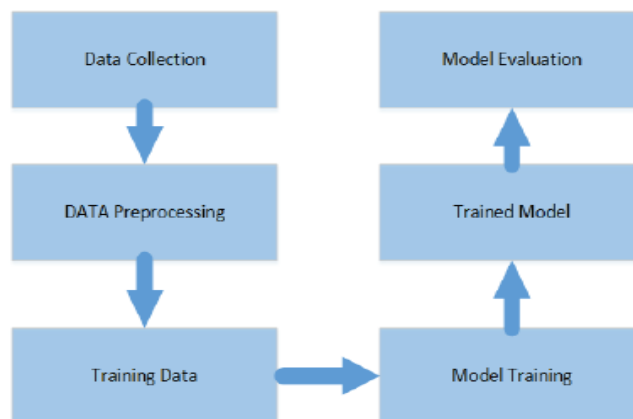 Data Collection
DATA Preprocessing
Training Data
Model Training
Trained Model
Model Evaluation